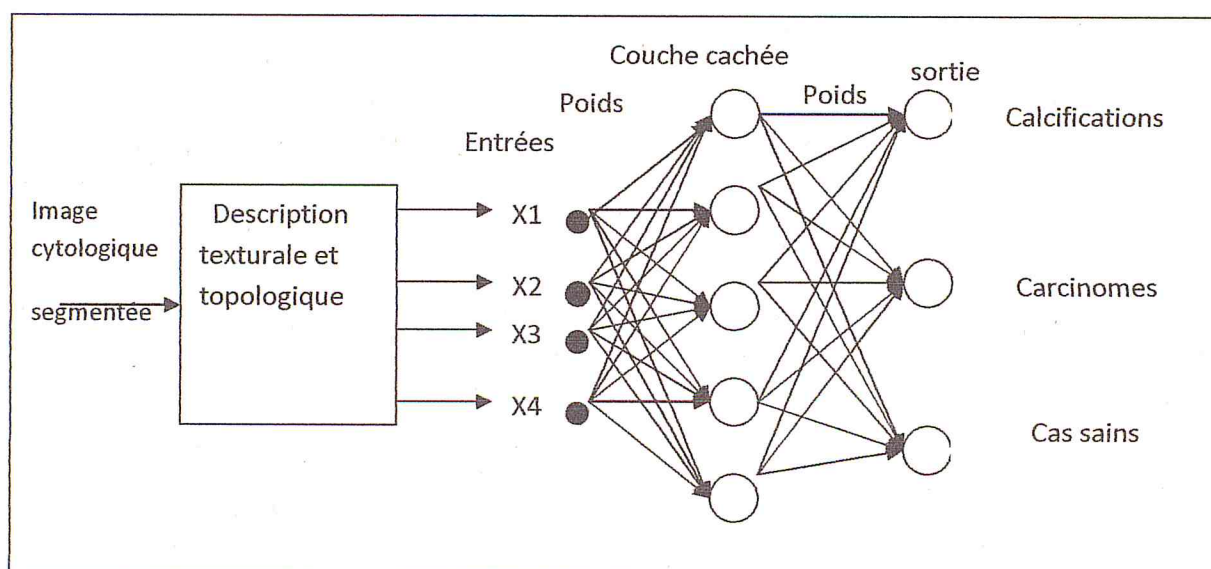 Couche cachée
sortie
Poids
Poids
Calcifications
Entrées
Image
cytologique
segmentée
Description
texturale et
topologique
X1
X2
X3
X4
Carcinomes
Cas sains